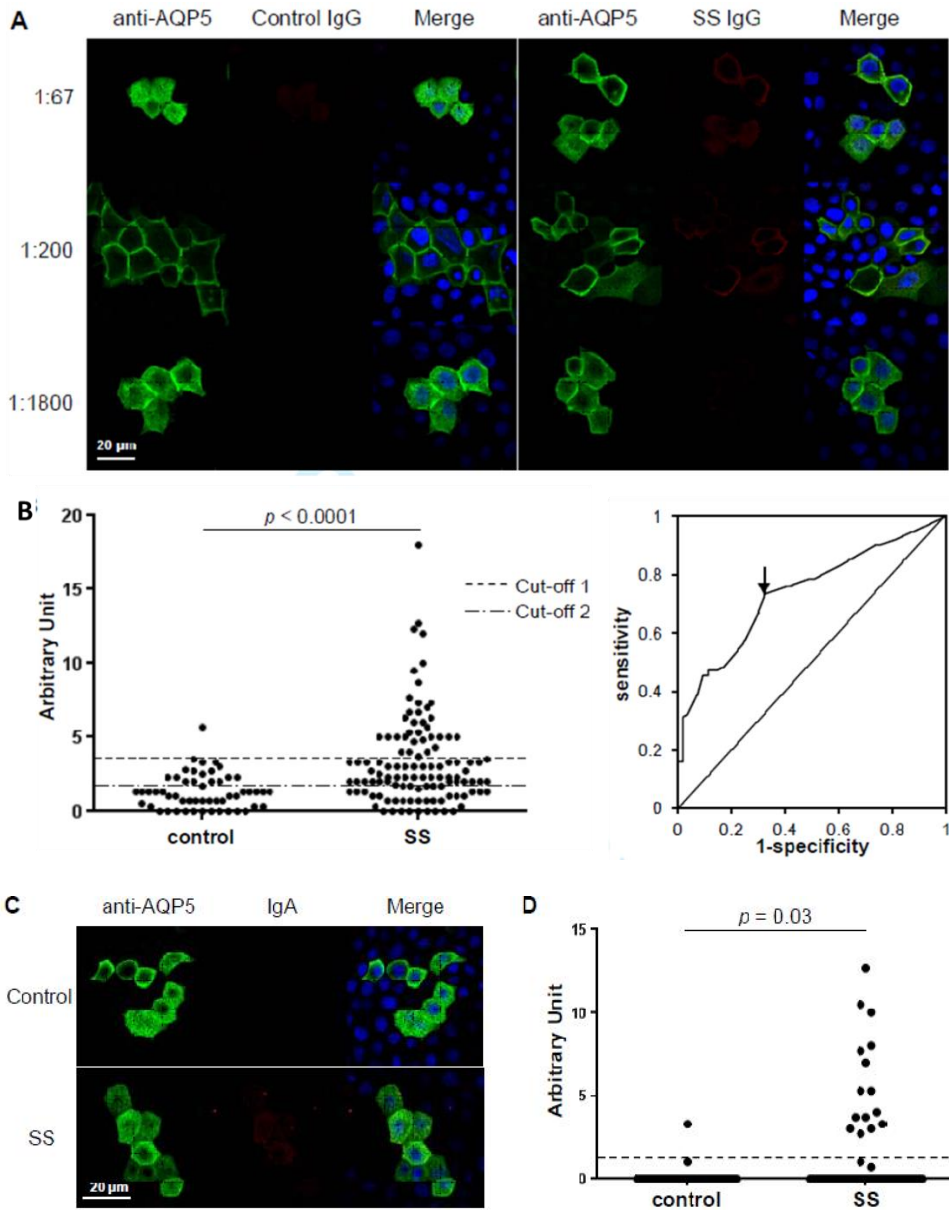 A
anti-AQP5 Control IgG Merge anti-AQP5 SS IgG Merge
1:67
1:200
1:1800
20 µm
B
20
15
10
5
0
Arbitrary Unit
p < 0.0001
Cut-off 1
Cut-off 2
control SS
1
0.8
0.6
0.4
0.2
0
sensitivity
0 0.2 0.4 0.6 0.8 1
1-specificity
C
anti-AQP5 IgA Merge
Control
SS
20 µm
D
p = 0.03
15
10
5
0
Arbitrary Unit
control SS